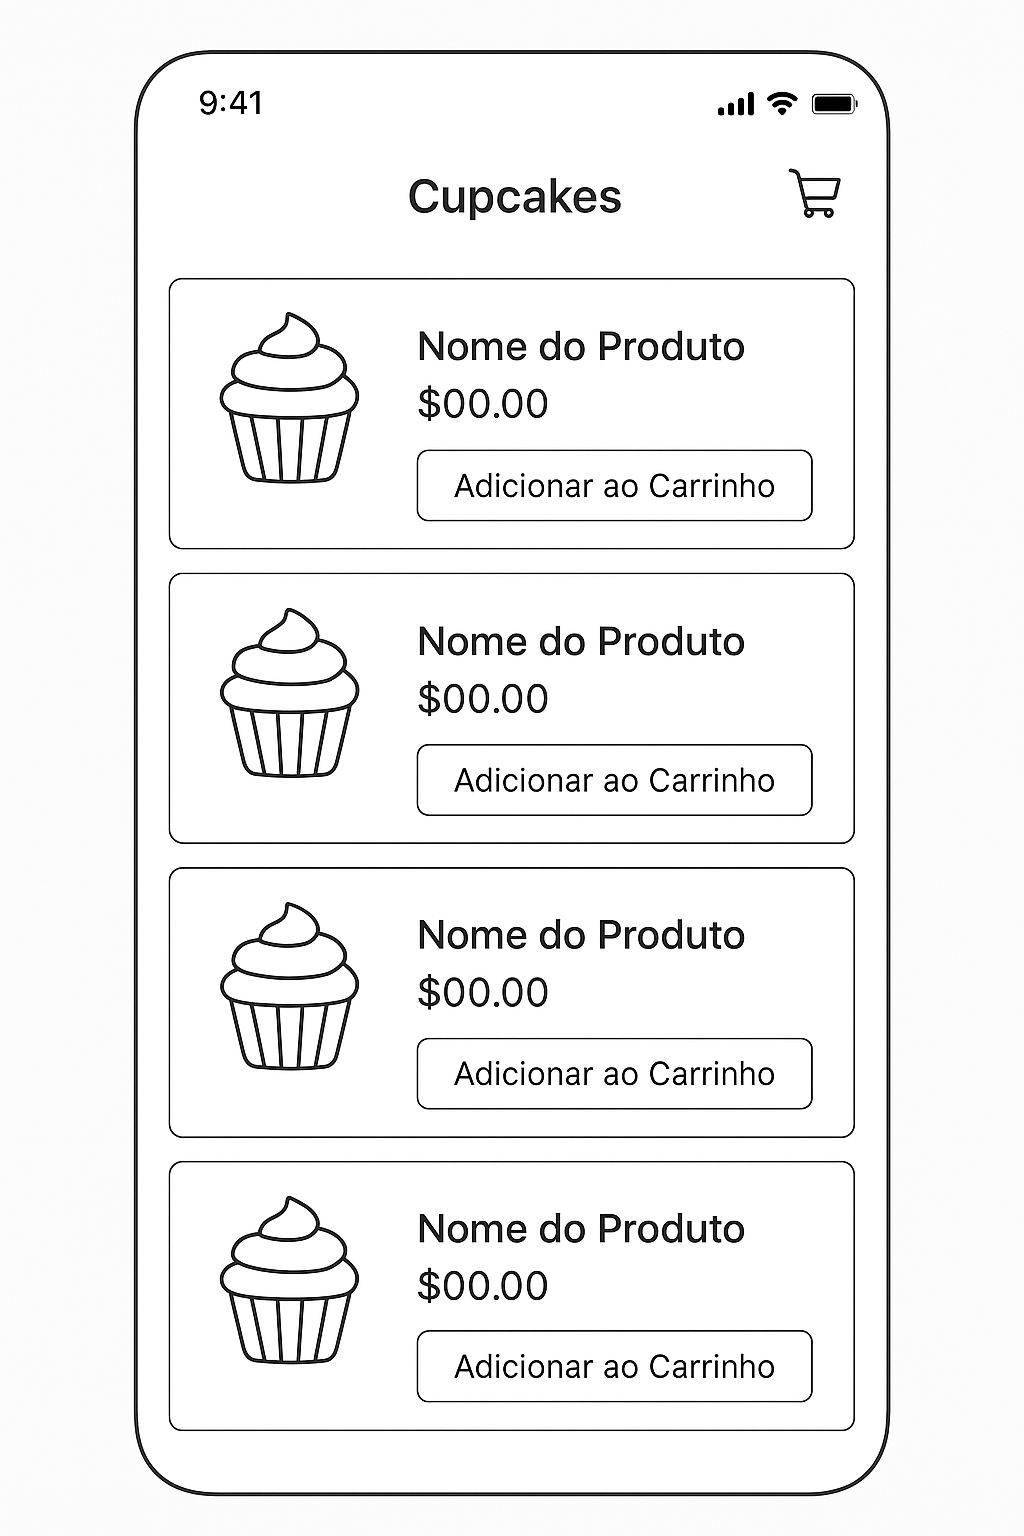 9:41
Cupcakes
Nome do Produto
$00.00
Adicionar ao Carrinho
Nome do Produto
$00.00
Adicionar ao Carrinho
Nome do Produto
$00.00
Adicionar ao Carrinho
Nome do Produto
$00.00
Adicionar ao Carrinho